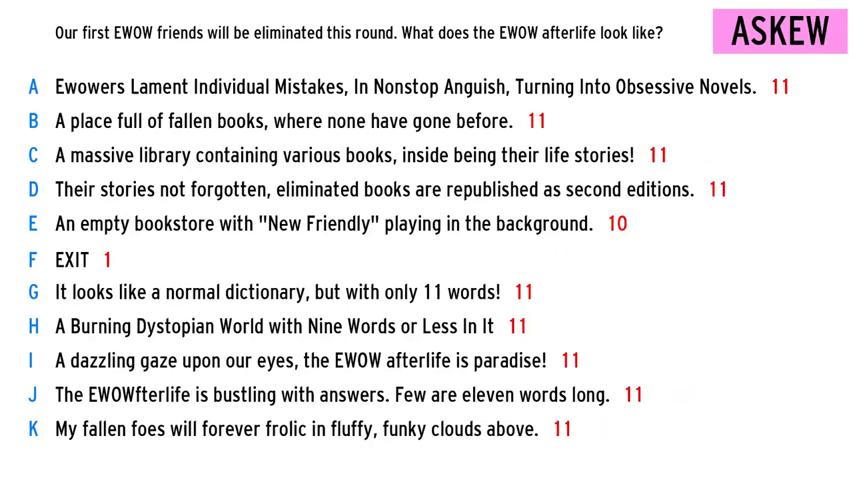 Our first EWOW friends will be eliminated this round. What does the EWOW afterlife look like?
ASKEW
A Ewowers Lament Individual Mistakes, In Nonstop Anguish, Turning Into Obsessive Novels. 11
B A place full of fallen books, where none have gone before. 11
C A massive library containing various books, inside being their life stories! 11
D Their stories not forgotten, eliminated books are republished as second editions. 11
E An empty bookstore with "New Friendly" playing in the background. 10
F EXIT 1
G It looks like a normal dictionary, but with only 11 words! 11
H A Burning Dystopian World with Nine Words or Less In It 11
I A dazzling gaze upon our eyes, the EWOW afterlife is paradise! 11
J The EWOWfterlife is bustling with answers. Few are eleven words long. 11
K My fallen foes will forever frolic in fluffy, funky clouds above. 11